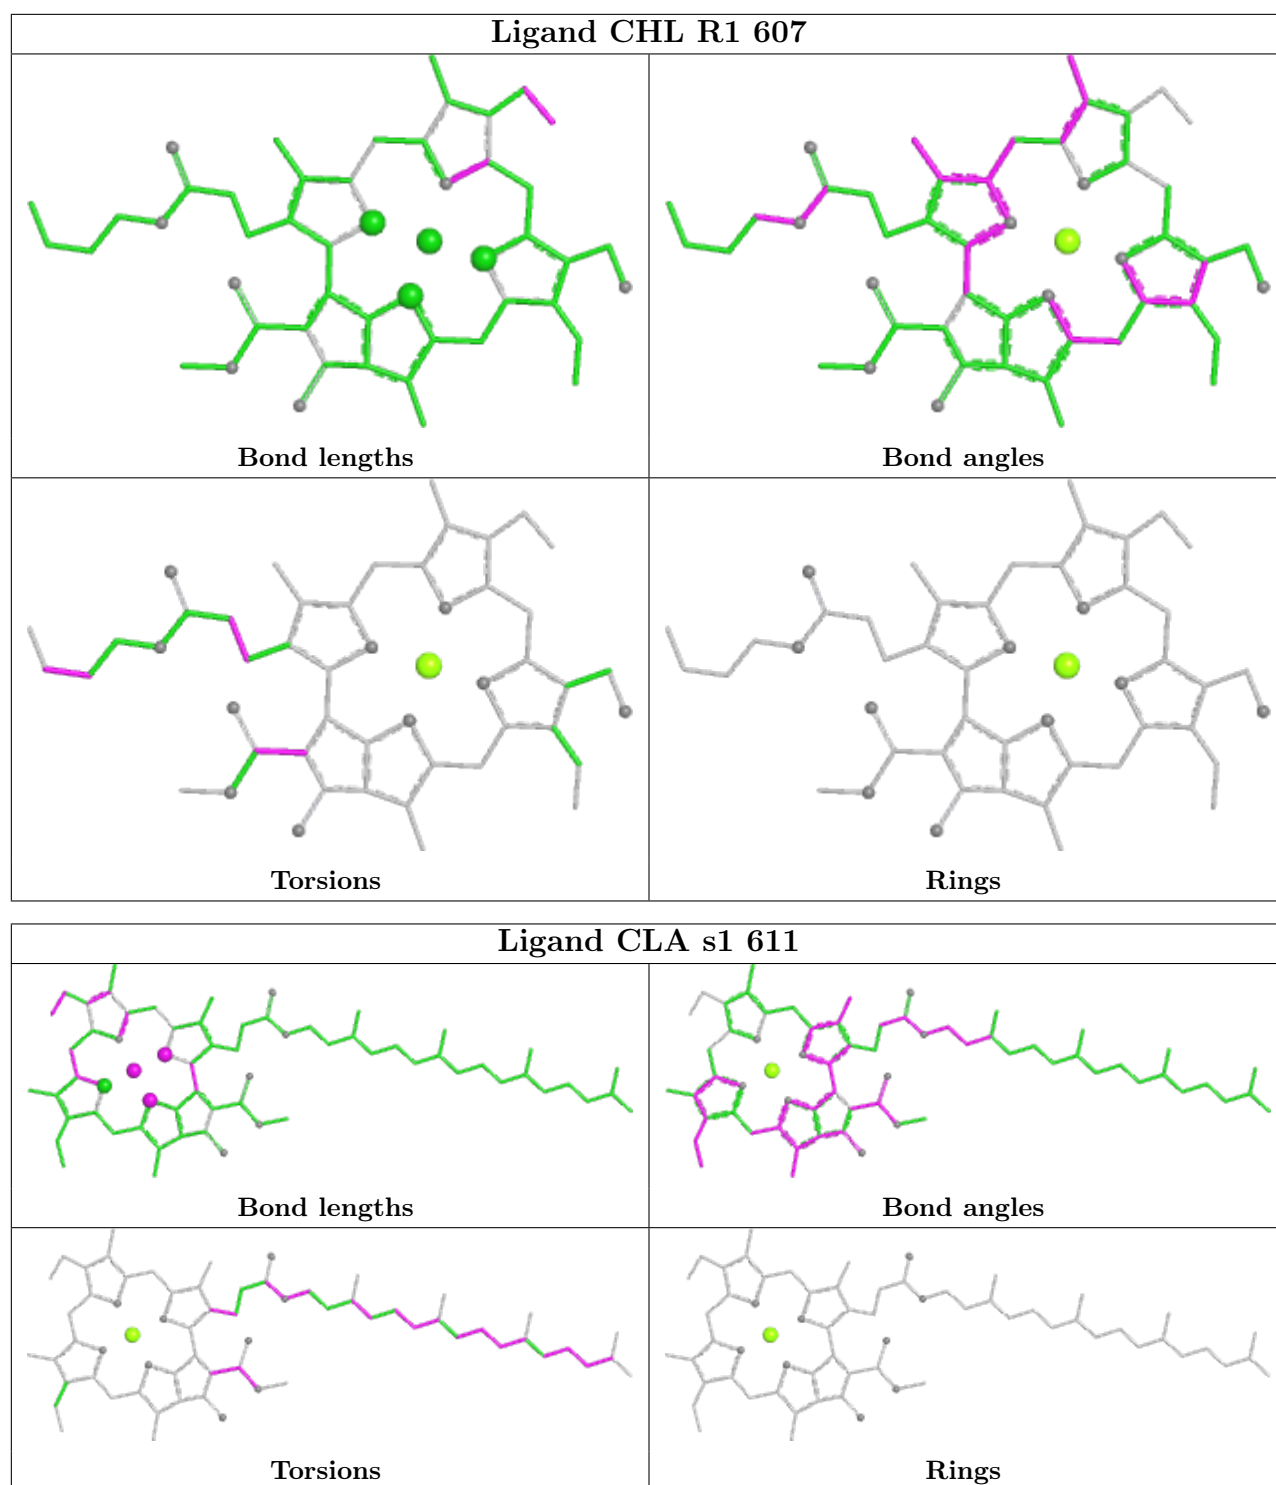 Ligand CHL R1 607
Bond lengths
Bond angles
Torsions
Rings
Ligand CLA s1 611
Bond lengths
Bond angles
Torsions
Rings